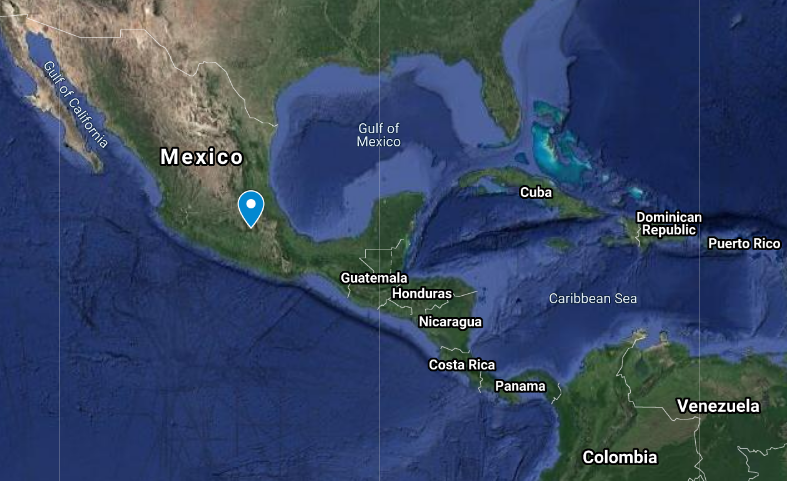 Gulf of California
Gulf of
Mexico
Mexico
Cuba
Dominican
Republic
Puerto Rico
Guatemala
Honduras
Caribbean Sea
Nicaragua
Costa Rica
Panama
Venezuela
Colombia